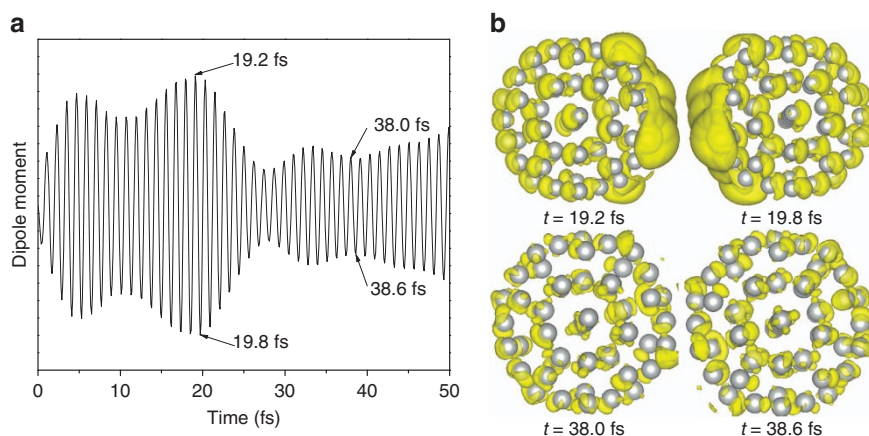 a
19.2 fs
38.0 fs
38.6 fs
19.8 fs
Dipole moment
0 10 20 30 40 50
Time (fs)
b
t = 19.2 fs t = 19.8 fs
t = 38.0 fs t = 38.6 fs